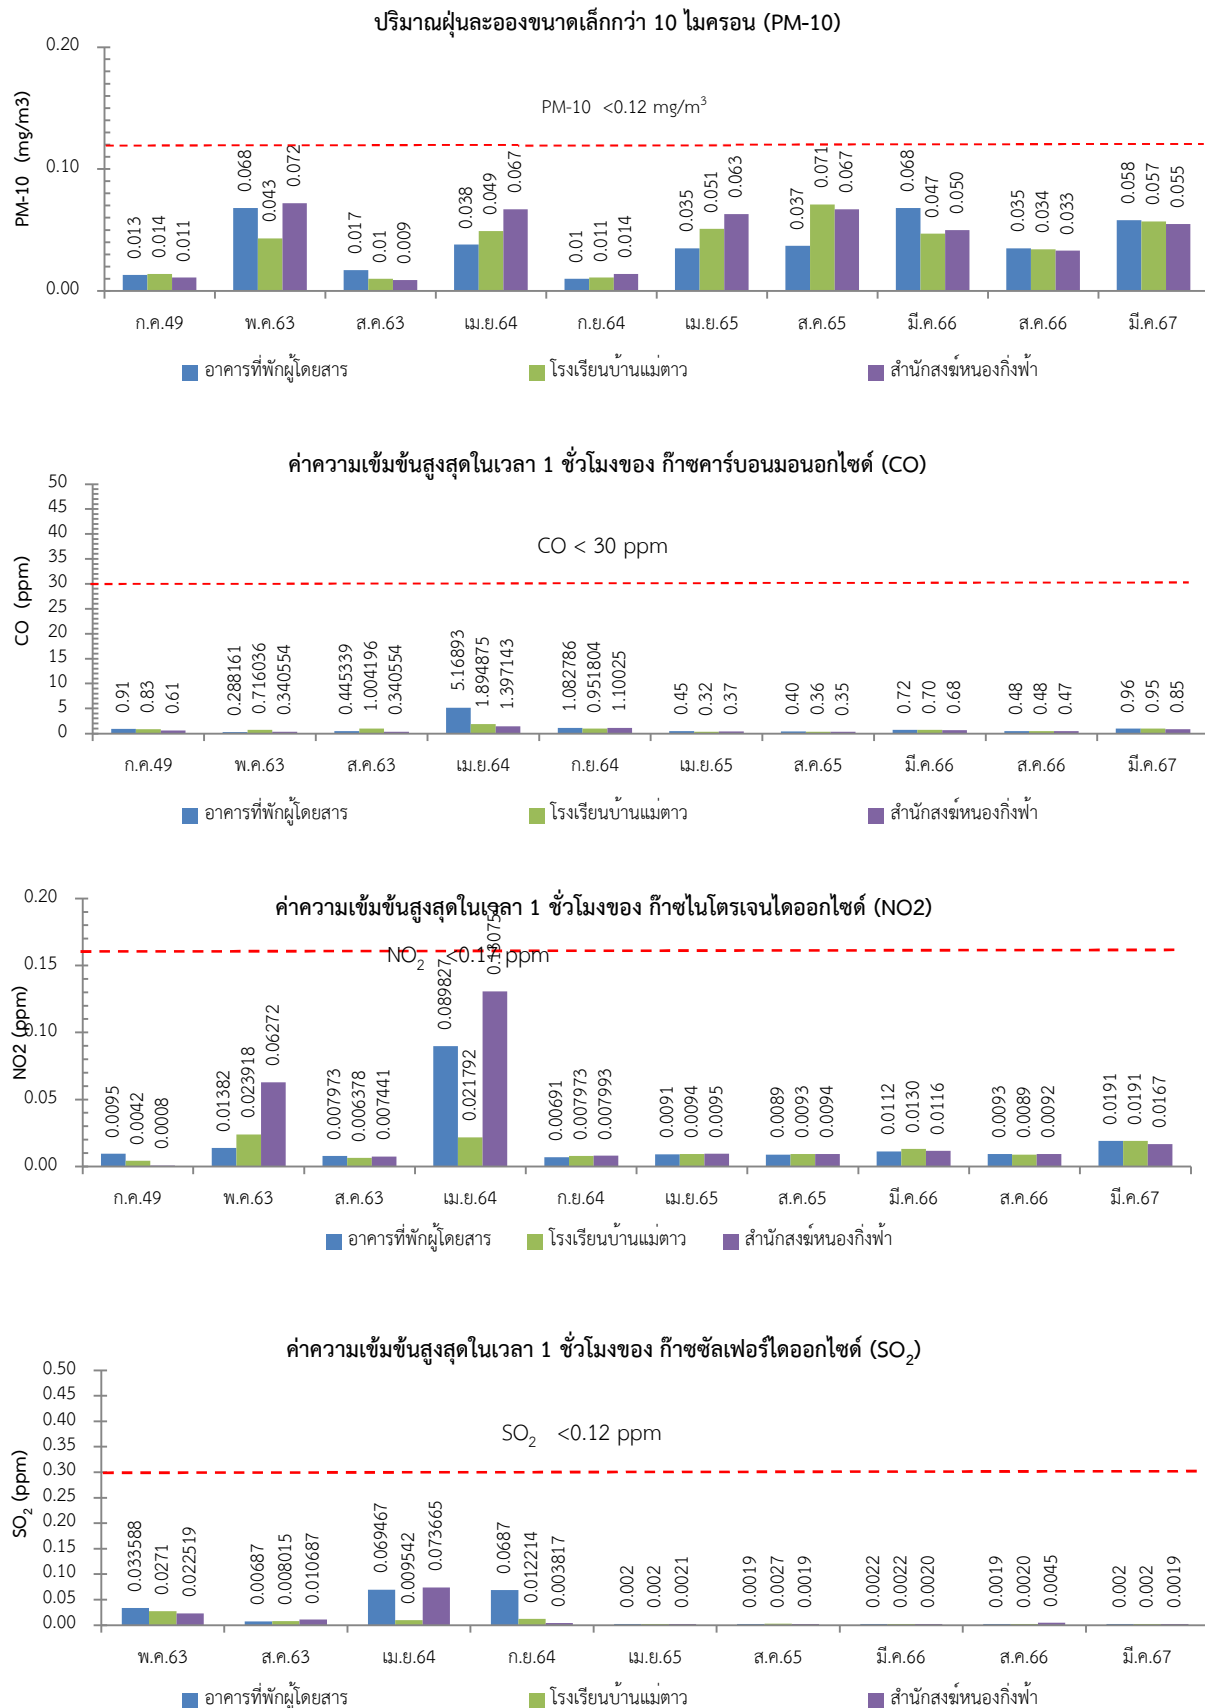 ปริมาณฝุ่นละอองขนาดเล็กกว่า 10 ไมครอน (PM-10)
0.20
PM-10 <0.12 mg/m3
0.10
0.00
PM-10 (mg/m3)
0.013 0.014 0.011 0.068 0.043 0.072 0.017 0.01 0.009 0.038 0.049 0.067 0.01 0.011 0.014 0.035 0.051 0.063 0.037 0.071 0.067 0.068 0.047 0.050 0.035 0.034 0.033 0.058 0.057 0.055
ก.ค.49 พ.ค.63 ส.ค.63 เม.ย.64 ก.ย.64 เม.ย.65 ส.ค.65 มี.ค.66 ส.ค.66 มี.ค.67
อาคารที่พักผู้โดยสาร โรงเรียนบ้านแม่ตาว สำนักสงฆ์หนองกิ่งฟ้า
ค่าความเข้มข้นสูงสุดในเวลา 1 ชั่วโมงของ ก๊าซคาร์บอนมอนอกไซด์ (CO)
50
45
40
35
30
25
20
15
10
5
0
CO (ppm)
CO < 30 ppm
0.91 0.83 0.61 0.288161 0.716036 0.340554 0.445339 1.004196 0.340554 5.16893 1.894875 1.397143 1.082786 0.951804 1.10025 0.45 0.32 0.37 0.40 0.36 0.35 0.72 0.70 0.68 0.48 0.48 0.47 0.96 0.95 0.85
ก.ค.49 พ.ค.63 ส.ค.63 เม.ย.64 ก.ย.64 เม.ย.65 ส.ค.65 มี.ค.66 ส.ค.66 มี.ค.67
อาคารที่พักผู้โดยสาร โรงเรียนบ้านแม่ตาว สำนักสงฆ์หนองกิ่งฟ้า
ค่าความเข้มข้นสูงสุดในเวลา 1 ชั่วโมงของ ก๊าซไนโตรเจนไดออกไซด์ (NO2)
0.20
0.15
0.10
0.05
0.00
NO2 (ppm)
NO2 <0.17 ppm
0.0095 0.0042 0.0008 0.01382 0.023918 0.06272 0.007973 0.006378 0.007441 0.089827 0.021792 0.00691 0.007973 0.007993 0.0091 0.0094 0.0095 0.0089 0.0093 0.0094 0.0112 0.0130 0.0116 0.0093 0.0089 0.0092 0.0191 0.0191 0.0167
ก.ค.49 พ.ค.63 ส.ค.63 เม.ย.64 ก.ย.64 เม.ย.65 ส.ค.65 มี.ค.66 ส.ค.66 มี.ค.67
อาคารที่พักผู้โดยสาร โรงเรียนบ้านแม่ตาว สำนักสงฆ์หนองกิ่งฟ้า
ค่าความเข้มข้นสูงสุดในเวลา 1 ชั่วโมงของ ก๊าซซัลเฟอร์ไดออกไซด์ (SO2)
0.50
0.45
0.40
0.35
0.30
0.25
0.20
0.15
0.10
0.05
0.00
SO2 (ppm)
SO2 <0.12 ppm
0.033588 0.0271 0.022519 0.00687 0.008015 0.010687 0.069467 0.009542 0.073665 0.0687 0.012214 0.003817 0.002 0.002 0.0021 0.0019 0.0027 0.0019 0.0022 0.0022 0.0020 0.0019 0.0020 0.0045 0.002 0.002 0.0019
พ.ค.63 ส.ค.63 เม.ย.64 ก.ย.64 เม.ย.65 ส.ค.65 มี.ค.66 ส.ค.66 มี.ค.67
อาคารที่พักผู้โดยสาร โรงเรียนบ้านแม่ตาว สำนักสงฆ์หนองกิ่งฟ้า